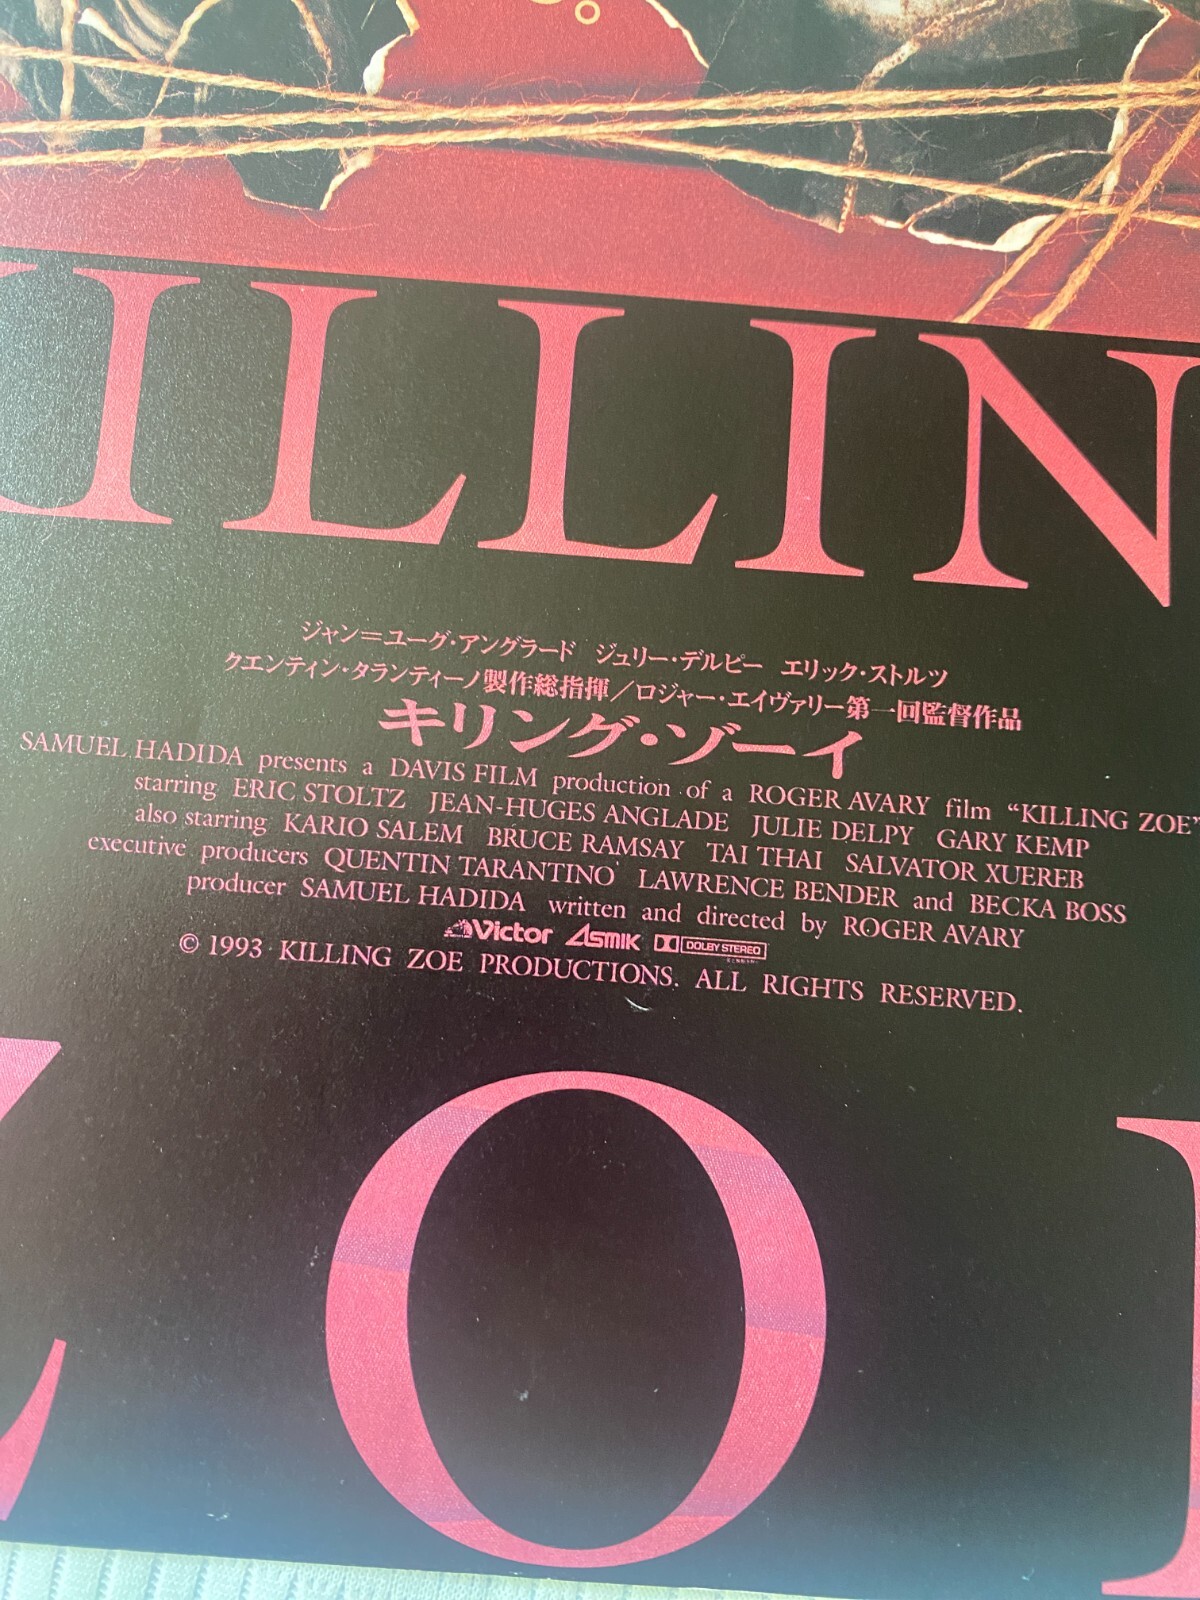 KILLIN
ジャン=ユーグ・アングラード ジュリー・デルピー エリック・ストルツ
クエンティン・タランティーノ製作総指揮/ロジャー・エイヴァリー第一回監督作品
キリング・ゾーイ
SAMUEL HADIDA presents a DAVIS FILM production of a ROGER AVARY film "KILLING ZOE"
starring ERIC STOLTZ JEAN-HUGES ANGLADE JULIE DELPY GARY KEMP
also starring KARIO SALEM BRUCE RAMSAY TAI THAI SALVATOR XUEREB
executive producers QUENTIN TARANTINO LAWRENCE BENDER and BECKA BOSS
producer SAMUEL HADIDA written and directed by ROGER AVARY
Victor Asmik DOLBY STEREO
© 1993 KILLING ZOE PRODUCTIONS. ALL RIGHTS RESERVED.
ZOE